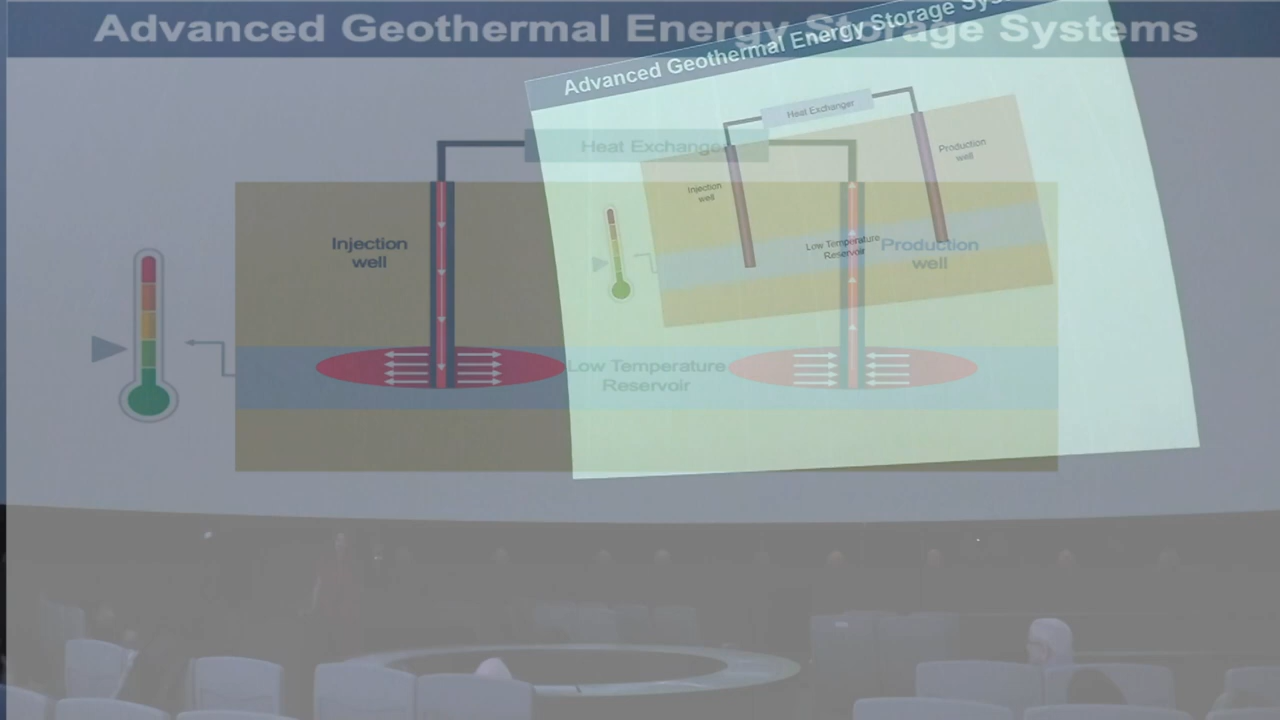 Advanced Geothermal Energy Storage Systems
Heat Exchanger
Injection
well
Production
well
Low Temperature
Reservoir
Advanced Geothermal Energy Storage Sys
Heat Exchanger
Production
well
Injection
well
Low Temperature
Reservoir